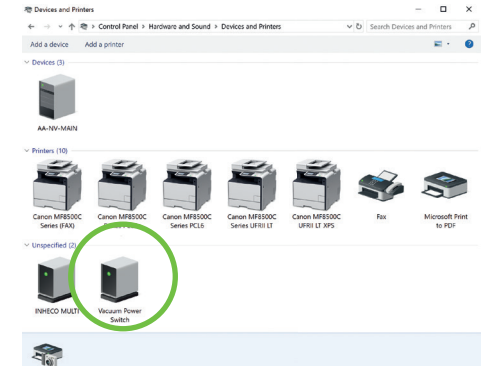 Devices and Printers
Control Panel > Hardware and Sound > Devices and Printers
Search Devices and Printers
Add a device Add a printer
Devices (3)
AA-NV-MAIN
Printers (10)
Canon MF8500C Series (FAX)
Canon MF8500C
Canon MF8500C Series PCL6
Canon MF8500C Series UFRII LT
Canon MF8500C UFRII LT XPS
Fax
Microsoft Print to PDF
Unspecified (2)
INHECO MULTI
Vacuum Power Switch